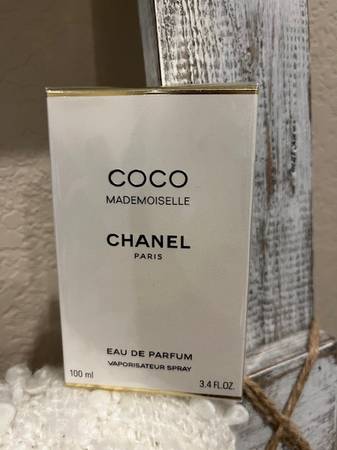 COCO
MADEMOISELLE
CHANEL
PARIS
EAU DE PARFUM
VAPORISATEUR SPRAY
100 ml 3.4 FL.OZ.